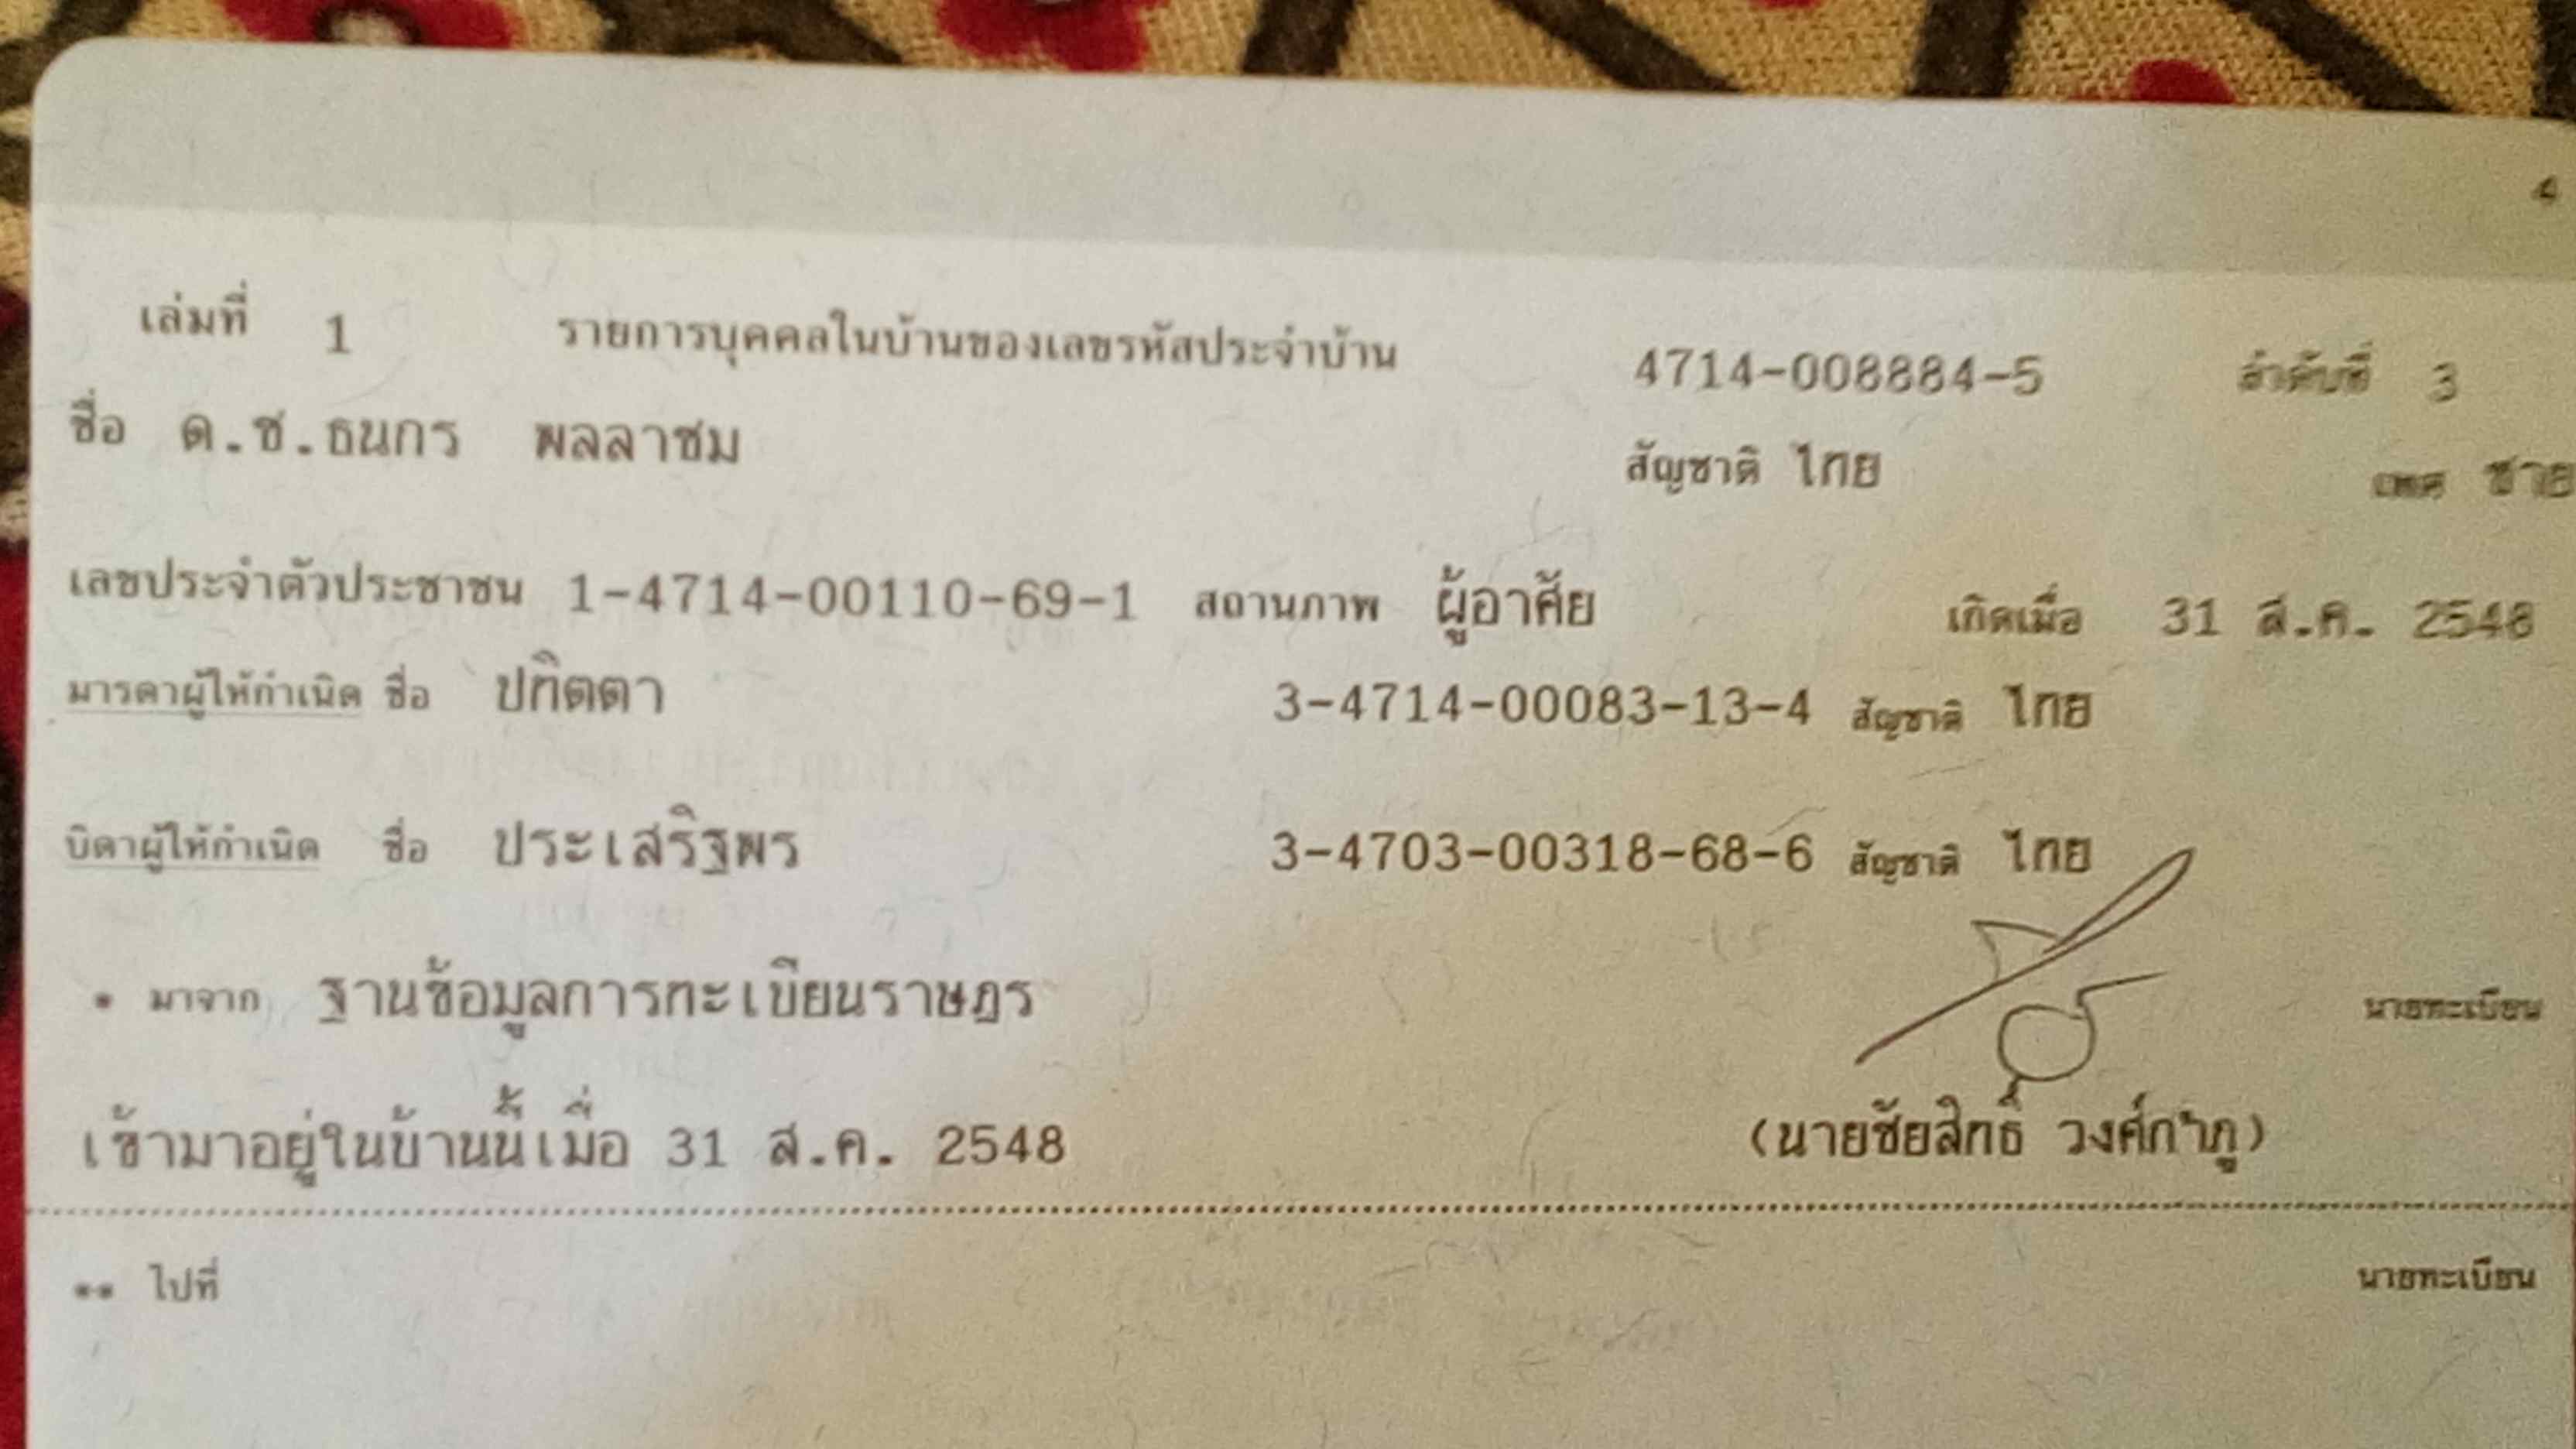 4
เล่มที่ 1 รายการบุคคลในบ้านของเลขรหัสประจำบ้าน 4714-008884-5 ลำดับที่ 3
ชื่อ ด.ช.ธนกร พลลาชม สัญชาติ ไทย เพศ ชาย
เลขประจำตัวประชาชน 1-4714-00110-69-1 สถานภาพ ผู้อาศัย เกิดเมื่อ 31 ส.ค. 2548
มารดาผู้ให้กำเนิด ชื่อ ปทิตตา 3-4714-00083-13-4 สัญชาติ ไทย
บิดาผู้ให้กำเนิด ชื่อ ประเสริฐพร 3-4703-00318-68-6 สัญชาติ ไทย
* มาจาก ฐานข้อมูลการทะเบียนราษฎร นายทะเบียน
เข้ามาอยู่ในบ้านนี้เมื่อ 31 ส.ค. 2548 (นายชัยสิทธิ์ วงศ์กำภู)
** ไปที่ นายทะเบียน